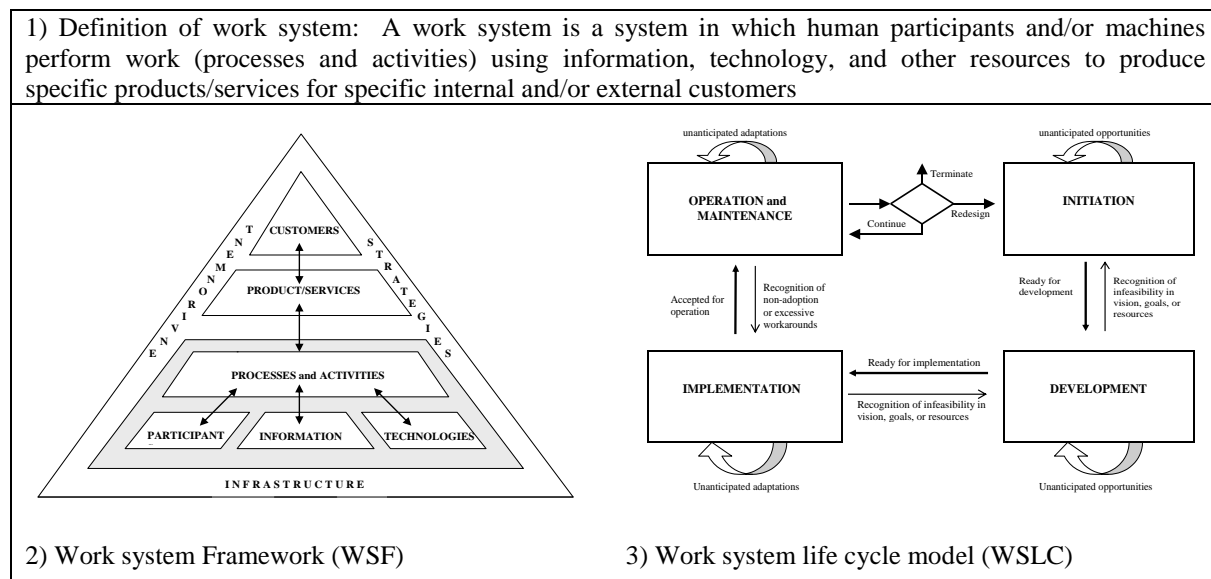 1) Definition of work system: A work system is a system in which human participants and/or machines
perform work (processes and activities) using information, technology, and other resources to produce
specific products/services for specific internal and/or external customers
CUSTOMERS
ENVIRONMENT
STRATEGIES
PRODUCT/SERVICES
PROCESSES and ACTIVITIES
PARTICIPANT
INFORMATION
TECHNOLOGIES
INFRASTRUCTURE
2) Work system Framework (WSF)
unanticipated adaptations
unanticipated opportunities
OPERATION and
MAINTENANCE
Terminate
Continue
Redesign
INITIATION
Accepted for
operation
Recognition of
non-adoption
or excessive
workarounds
Ready for
development
Recognition of
infeasibility in
vision, goals, or
resources
IMPLEMENTATION
Ready for implementation
Recognition of infeasibility in
vision, goals, or resources
DEVELOPMENT
Unanticipated adaptations
Unanticipated opportunities
3) Work system life cycle model (WSLC)